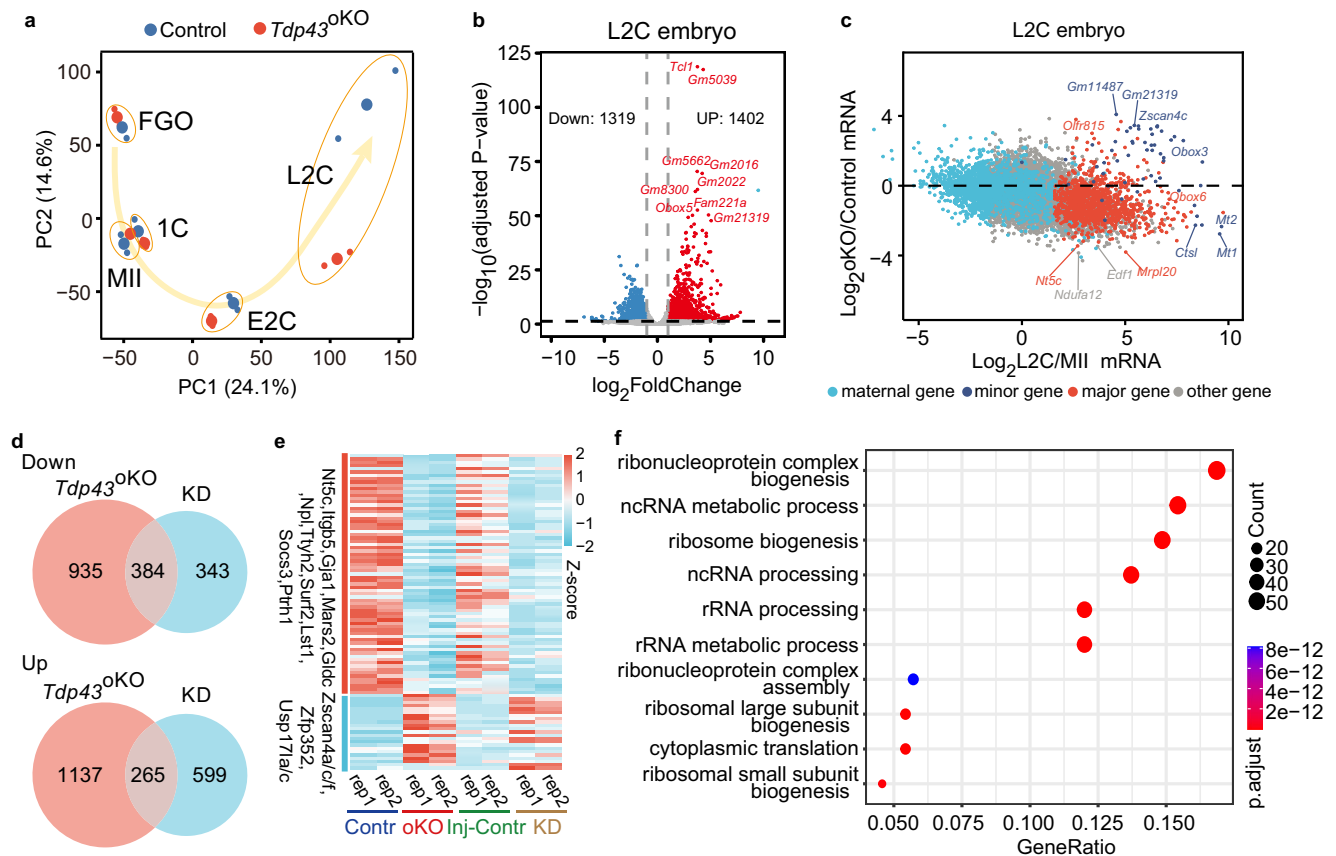 a
Control
Tdp43oKO
PC2 (14.6%)
100
50
0
−50
FGO
L2C
1C
MII
E2C
−50
0
50
100
150
PC1 (24.1%)
b
L2C embryo
−log10(adjusted P-value)
125
100
75
50
25
0
Tcl1
Gm5039
Down: 1319
UP: 1402
Gm5662
Gm2016
Gm8300
Gm2022
Obox5
Fam221a
Gm21319
−10
−5
0
5
10
log2FoldChange
c
L2C embryo
Log2oKO/Control mRNA
4
0
−4
Gm11487
Gm21319
Olfr815
Zscan4c
Obox3
Obox6
Mt2
Ctsl
Mt1
Nt5c
Edf1
Mrpl20
Ndufa12
−5
0
5
10
Log2L2C/MII mRNA
maternal gene
minor gene
major gene
other gene
d
Down
Tdp43oKO
KD
935
384
343
Up
Tdp43oKO
KD
1137
265
599
e
Nt5c,Itgb5,Gja1,Mars2,Gldc
,Npl,Ttyh2,Surf2,Lst1,
Socs3,Ptrh1
Zscan4a/c/f,
Zfp352,
Usp17la/c
2
1
0
−1
−2
Z-score
rep1
rep2
rep1
rep2
rep1
rep2
rep1
rep2
Contr
oKO
Inj-Contr
KD
f
ribonucleoprotein complex
biogenesis
ncRNA metabolic process
ribosome biogenesis
ncRNA processing
rRNA processing
rRNA metabolic process
ribonucleoprotein complex
assembly
ribosomal large subunit
biogenesis
cytoplasmic translation
ribosomal small subunit
biogenesis
0.050
0.075
0.100
0.125
0.150
GeneRatio
Count
20
30
40
50
p.adjust
8e−12
6e−12
4e−12
2e−12